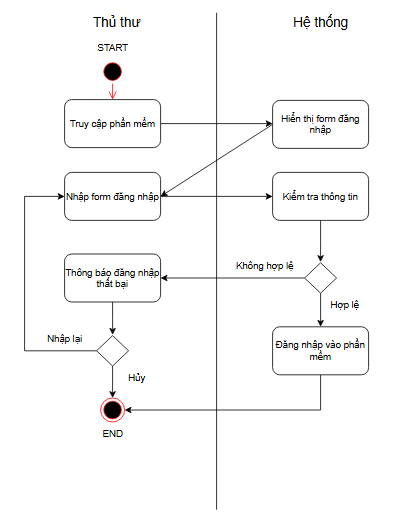 Thủ thư
Hệ thống
START
Truy cập phần mềm
Hiển thị form đăng
nhập
Nhập form đăng nhập
Kiểm tra thông tin
Không hợp lê
Thông báo đăng nhập
thất bại
Hợp lê
Nhập lại
Đăng nhập vào phần
mềm
Hủy
END